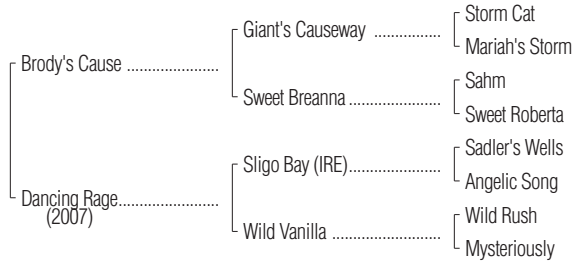 Storm Cat
Giant's Causeway ..................
Mariah's Storm
Brody's Cause .....................
Sahm
Sweet Breanna .....................
Sweet Roberta
Sadler's Wells
Sligo Bay (IRE).....................
Angelic Song
Dancing Rage.......................
(2007)
Wild Rush
Wild Vanilla .........................
Mysteriously